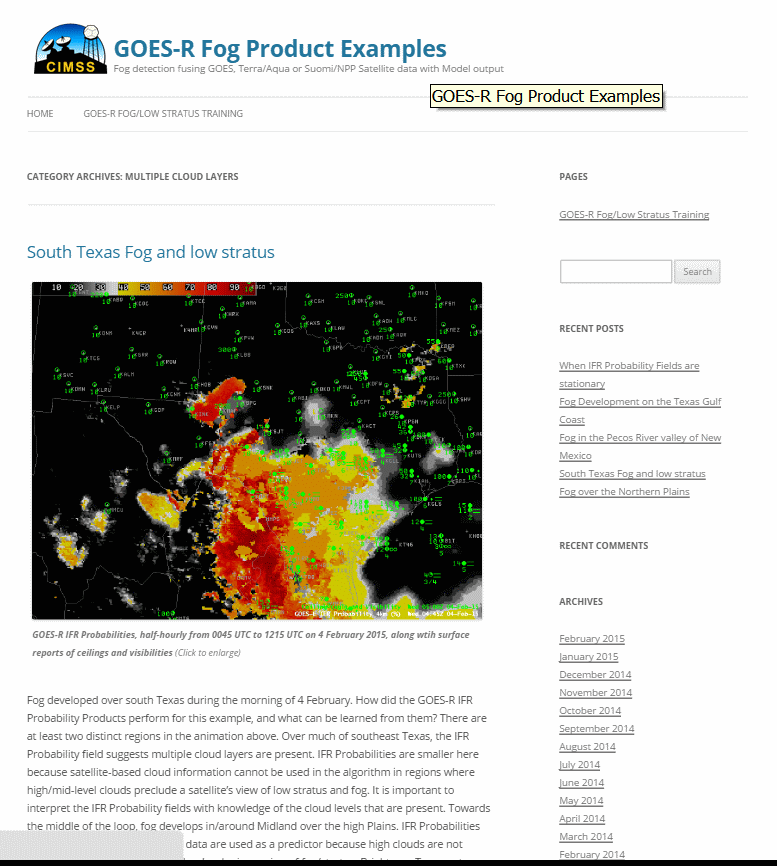 CIMSS
GOES-R Fog Product Examples
Fog detection fusing GOES, Terra/Aqua or Suomi/NPP Satellite data with Model output
GOES-R Fog Product Examples
HOME
GOES-R FOG/LOW STRATUS TRAINING
CATEGORY ARCHIVES: MULTIPLE CLOUD LAYERS
South Texas Fog and low stratus
10 20 30 40 50 60 70 80 90
GOES-R IFR Probabilities, half-hourly from 0045 UTC to 1215 UTC on 4 February 2015, along wtih surface
reports of ceilings and visibilities (Click to enlarge)
Fog developed over south Texas during the morning of 4 February. How did the GOES-R IFR
Probability Products perform for this example, and what can be learned from them? There are
at least two distinct regions in the animation above. Over much of southeast Texas, the IFR
Probability field suggests multiple cloud layers are present. IFR Probabilities are smaller here
because satellite-based cloud information cannot be used in the algorithm in regions where
high/mid-level clouds preclude a satellite's view of low stratus and fog. It is important to
interpret the IFR Probability fields with knowledge of the cloud levels that are present. Towards
the middle of the loop, fog develops in/around Midland over the high Plains. IFR Probabilities
data are used as a predictor because high clouds are not
PAGES
GOES-R Fog/Low Stratus Training
Search
RECENT POSTS
When IFR Probability Fields are
stationary
Fog Development on the Texas Gulf
Coast
Fog in the Pecos River valley of New
Mexico
South Texas Fog and low stratus
Fog over the Northern Plains
RECENT COMMENTS
ARCHIVES
February 2015
January 2015
December 2014
November 2014
October 2014
September 2014
August 2014
July 2014
June 2014
May 2014
April 2014
March 2014
February 2014